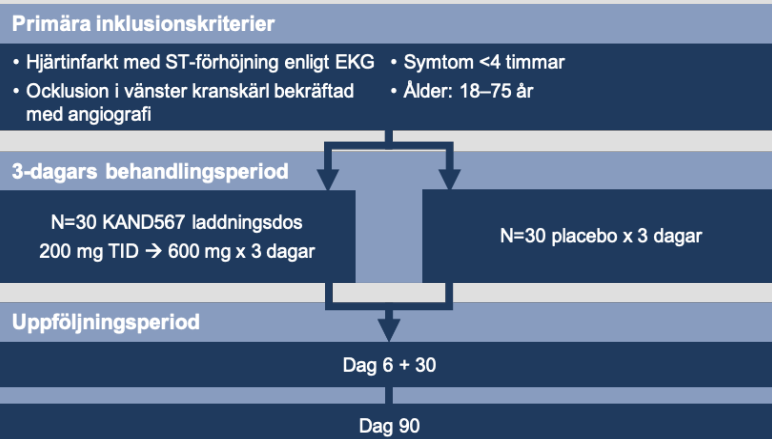 Primära inklusionskriterier
• Hjärtinfarkt med ST-förhöjning enligt EKG
• Ocklusion i vänster kranskärl bekräftad
med angiografi
• Symtom <4 timmar
• Ålder: 18–75 år
3-dagars behandlingsperiod
N=30 KAND567 laddningsdos
200 mg TID → 600 mg x 3 dagar
N=30 placebo x 3 dagar
Uppföljningsperiod
Dag 6 + 30
Dag 90